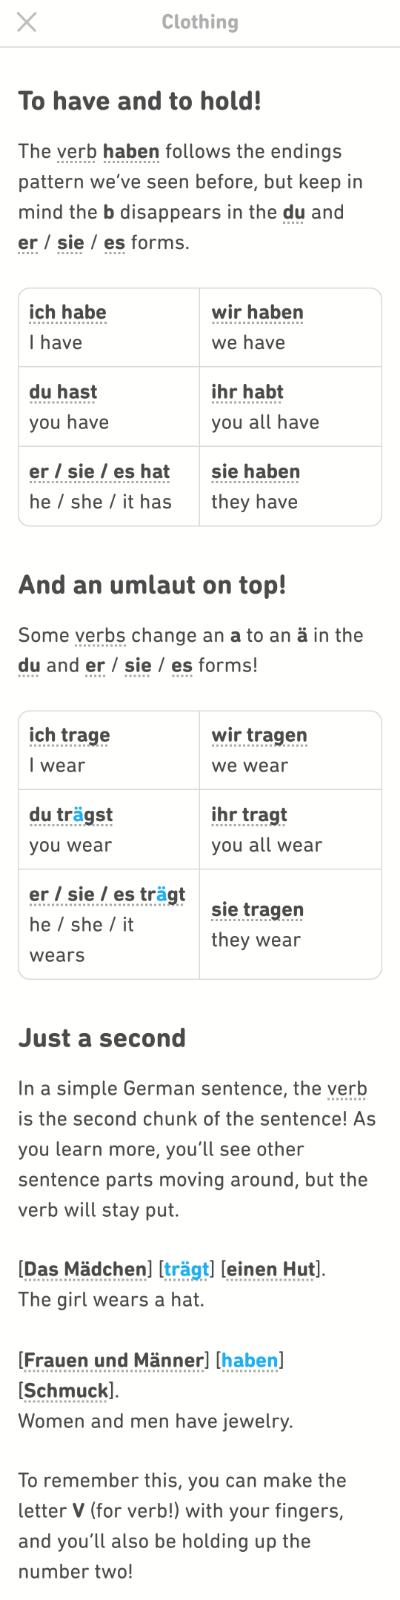 Clothing
To have and to hold!
The verb haben follows the endings
pattern we've seen before, but keep in
mind the b disappears in the du and
er / sie / es forms.
ich habe
I have
wir haben
we have
du hast
you have
ihr habt
you all have
er / sie / es hat
he / she / it has
sie haben
they have
And an umlaut on top!
Some verbs change an a to an ä in the
du and er / sie / es forms!
ich trage
I wear
wir tragen
we wear
du trägst
you wear
ihr tragt
you all wear
er / sie / es trägt
he / she / it
wears
sie tragen
they wear
Just a second
In a simple German sentence, the verb
is the second chunk of the sentence! As
you learn more, you'll see other
sentence parts moving around, but the
verb will stay put.
[Das Mädchen] [trägt] [einen Hut].
The girl wears a hat.
[Frauen und Männer] [haben]
[Schmuck].
Women and men have jewelry.
To remember this, you can make the
letter V (for verb!) with your fingers,
and you'll also be holding up the
number two!